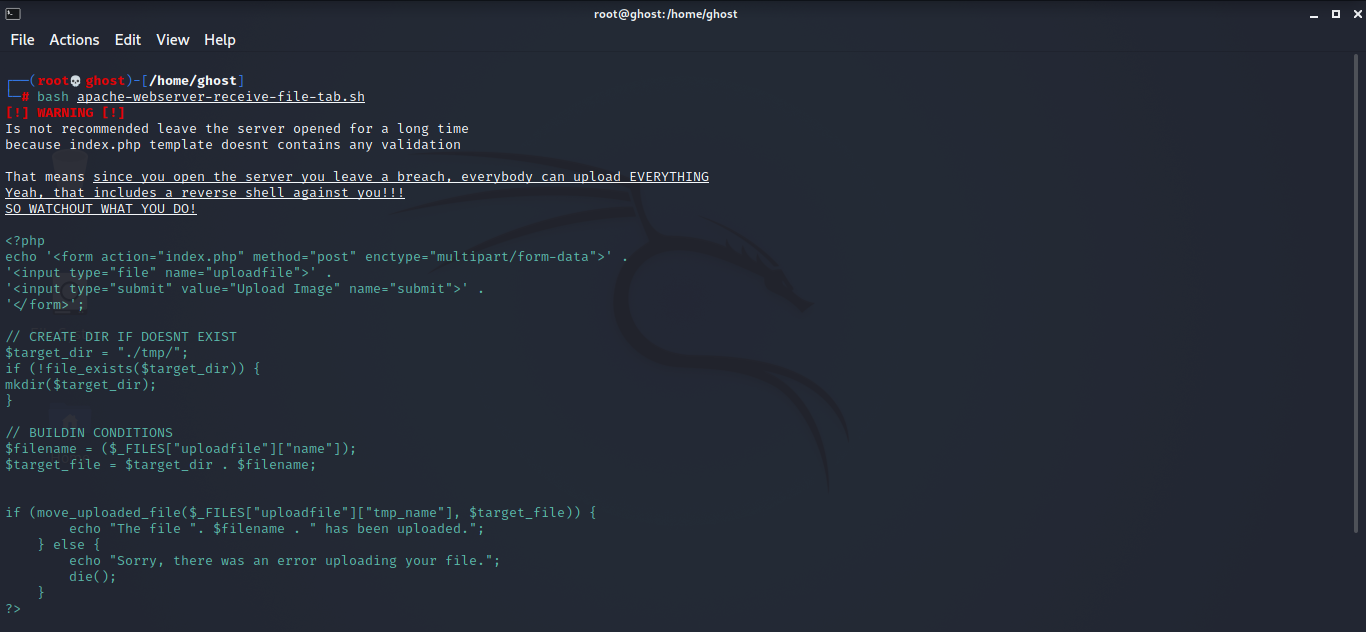 root@ghost:/home/ghost
File Actions Edit View Help
┌──(root💀ghost)-[/home/ghost]
└─# bash apache-webserver-receive-file-tab.sh
[!] WARNING [!]
Is not recommended leave the server opened for a long time
because index.php template doesnt contains any validation
That means since you open the server you leave a breach, everybody can upload EVERYTHING
Yeah, that includes a reverse shell against you!!!
SO WATCHOUT WHAT YOU DO!
<?php
echo '<form action="index.php" method="post" enctype="multipart/form-data">' .
'<input type="file" name="uploadfile">' .
'<input type="submit" value="Upload Image" name="submit">' .
'</form>';
// CREATE DIR IF DOESNT EXIST
$target_dir = "./tmp/";
if (!file_exists($target_dir)) {
mkdir($target_dir);
}
// BUILDIN CONDITIONS
$filename = ($_FILES["uploadfile"]["name"]);
$target_file = $target_dir . $filename;
if (move_uploaded_file($_FILES["uploadfile"]["tmp_name"], $target_file)) {
        echo "The file ". $filename . " has been uploaded.";
    } else {
        echo "Sorry, there was an error uploading your file.";
        die();
    }
?>